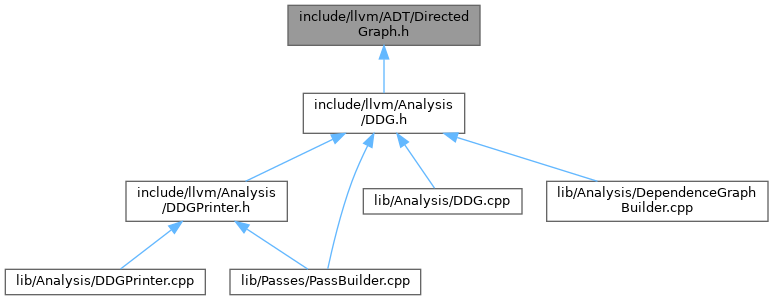 include/llvm/ADT/Directed
Graph.h
include/llvm/Analysis
/DDG.h
include/llvm/Analysis
/DDGPrinter.h
lib/Analysis/DDG.cpp
lib/Analysis/DependenceGraph
Builder.cpp
lib/Analysis/DDGPrinter.cpp
lib/Passes/PassBuilder.cpp